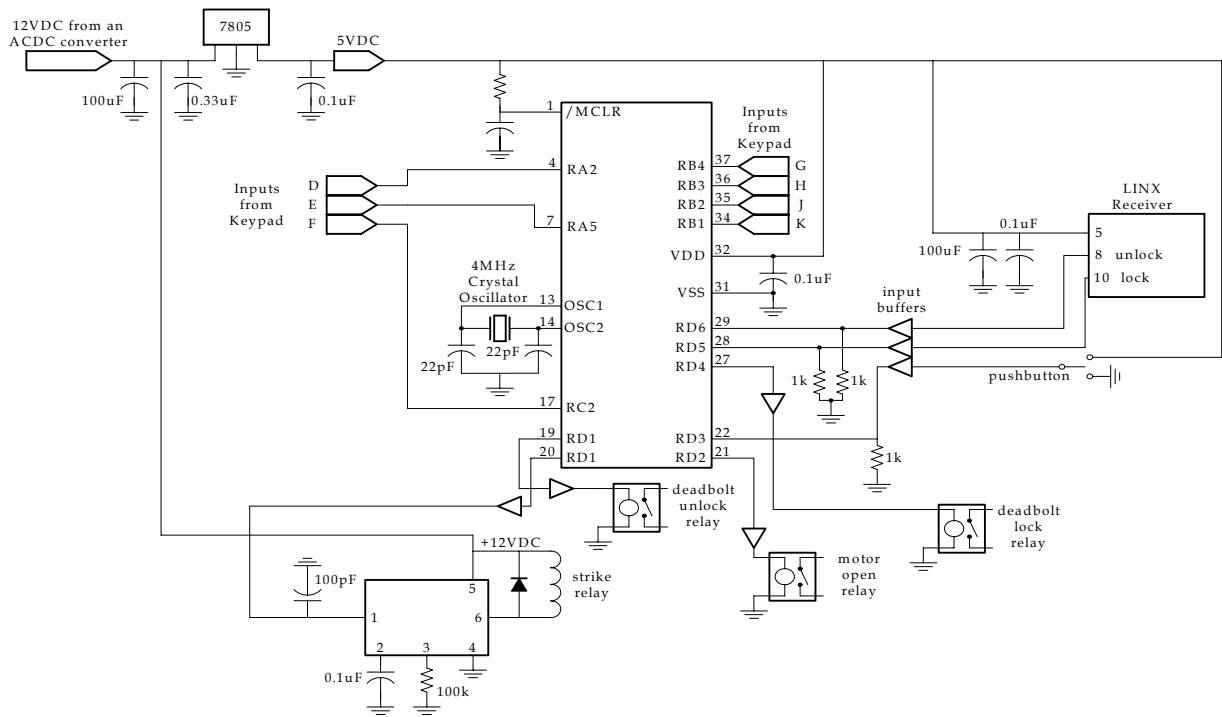 12VDC from an
ACDC converter
7805
5VDC
100uF
0.33uF
0.1uF
1
/MCLR
Inputs
from
Keypad
4
RA2
37
RB4
G
36
RB3
H
35
RB2
J
34
RB1
K
Inputs
from
Keypad
D
E
F
7
RA5
32
VDD
0.1uF
31
VSS
LINX
Receiver
0.1uF
100uF
5
8 unlock
10 lock
4MHz
Crystal
Oscillator
13
OSC1
14
OSC2
22pF
22pF
input
buffers
29
RD6
28
RD5
27
RD4
1k
1k
pushbutton
17
RC2
19
RD1
20
RD1
22
RD3
21
RD2
1k
deadbolt
unlock
relay
deadbolt
lock
relay
motor
open
relay
+12VDC
strike
relay
100pF
5
1
6
2
3
4
0.1uF
100k